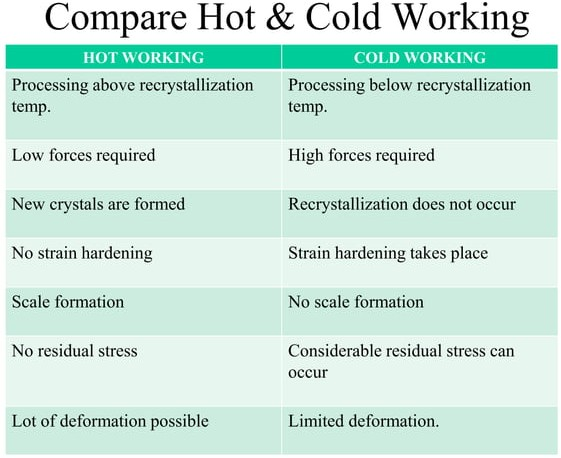 Compare Hot & Cold Working
HOT WORKING
COLD WORKING
Processing above recrystallization
temp.
Processing below recrystallization
temp.
Low forces required
High forces required
New crystals are formed
Recrystallization does not occur
No strain hardening
Strain hardening takes place
Scale formation
No scale formation
No residual stress
Considerable residual stress can
occur
Lot of deformation possible
Limited deformation.